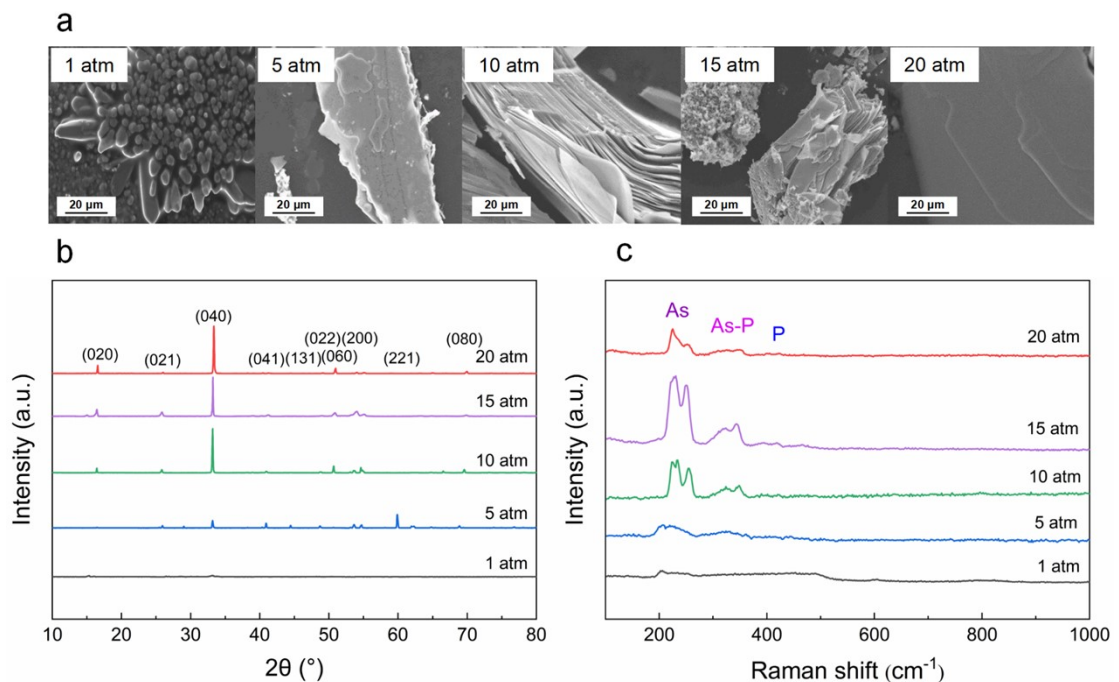 a
1 atm
5 atm
10 atm
15 atm
20 atm
20 μm
20 μm
20 μm
20 μm
20 μm
b
(040)
(022)(200)
(020)
(021)
(041)(131)(060)
(221)
(080)
20 atm
15 atm
10 atm
5 atm
1 atm
Intensity (a.u.)
10
20
30
40
50
60
70
80
2θ (°)
c
As
As-P
P
20 atm
15 atm
10 atm
5 atm
1 atm
Intensity (a.u.)
200
400
600
800
1000
Raman shift (cm⁻¹)